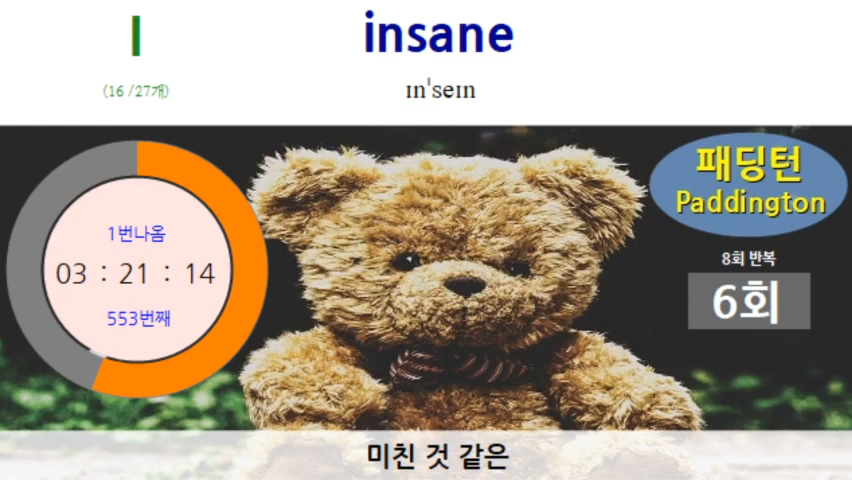 I
insane
(16 /27개)
ɪnˈseɪn
패딩턴
Paddington
1번나옴
03 : 21 : 14
553번째
8회 반복
6회
미친 것 같은